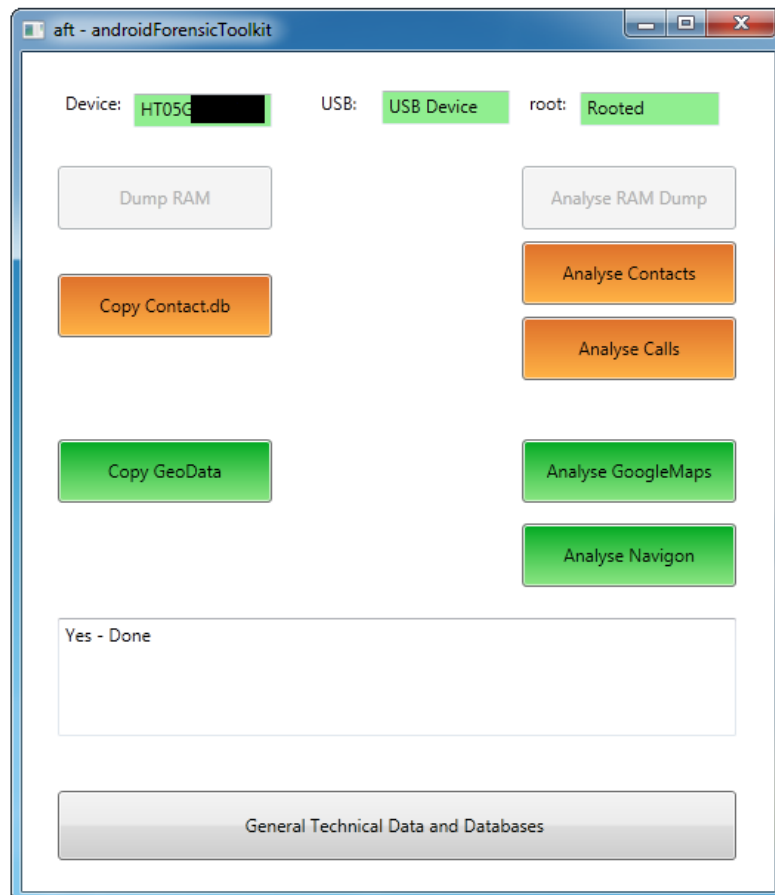 aft - androidForensicToolkit
Device: HT05G USB: USB Device root: Rooted
Dump RAM Analyse RAM Dump
Analyse Contacts
Copy Contact.db
Analyse Calls
Copy GeoData Analyse GoogleMaps
Analyse Navigon
Yes - Done
General Technical Data and Databases